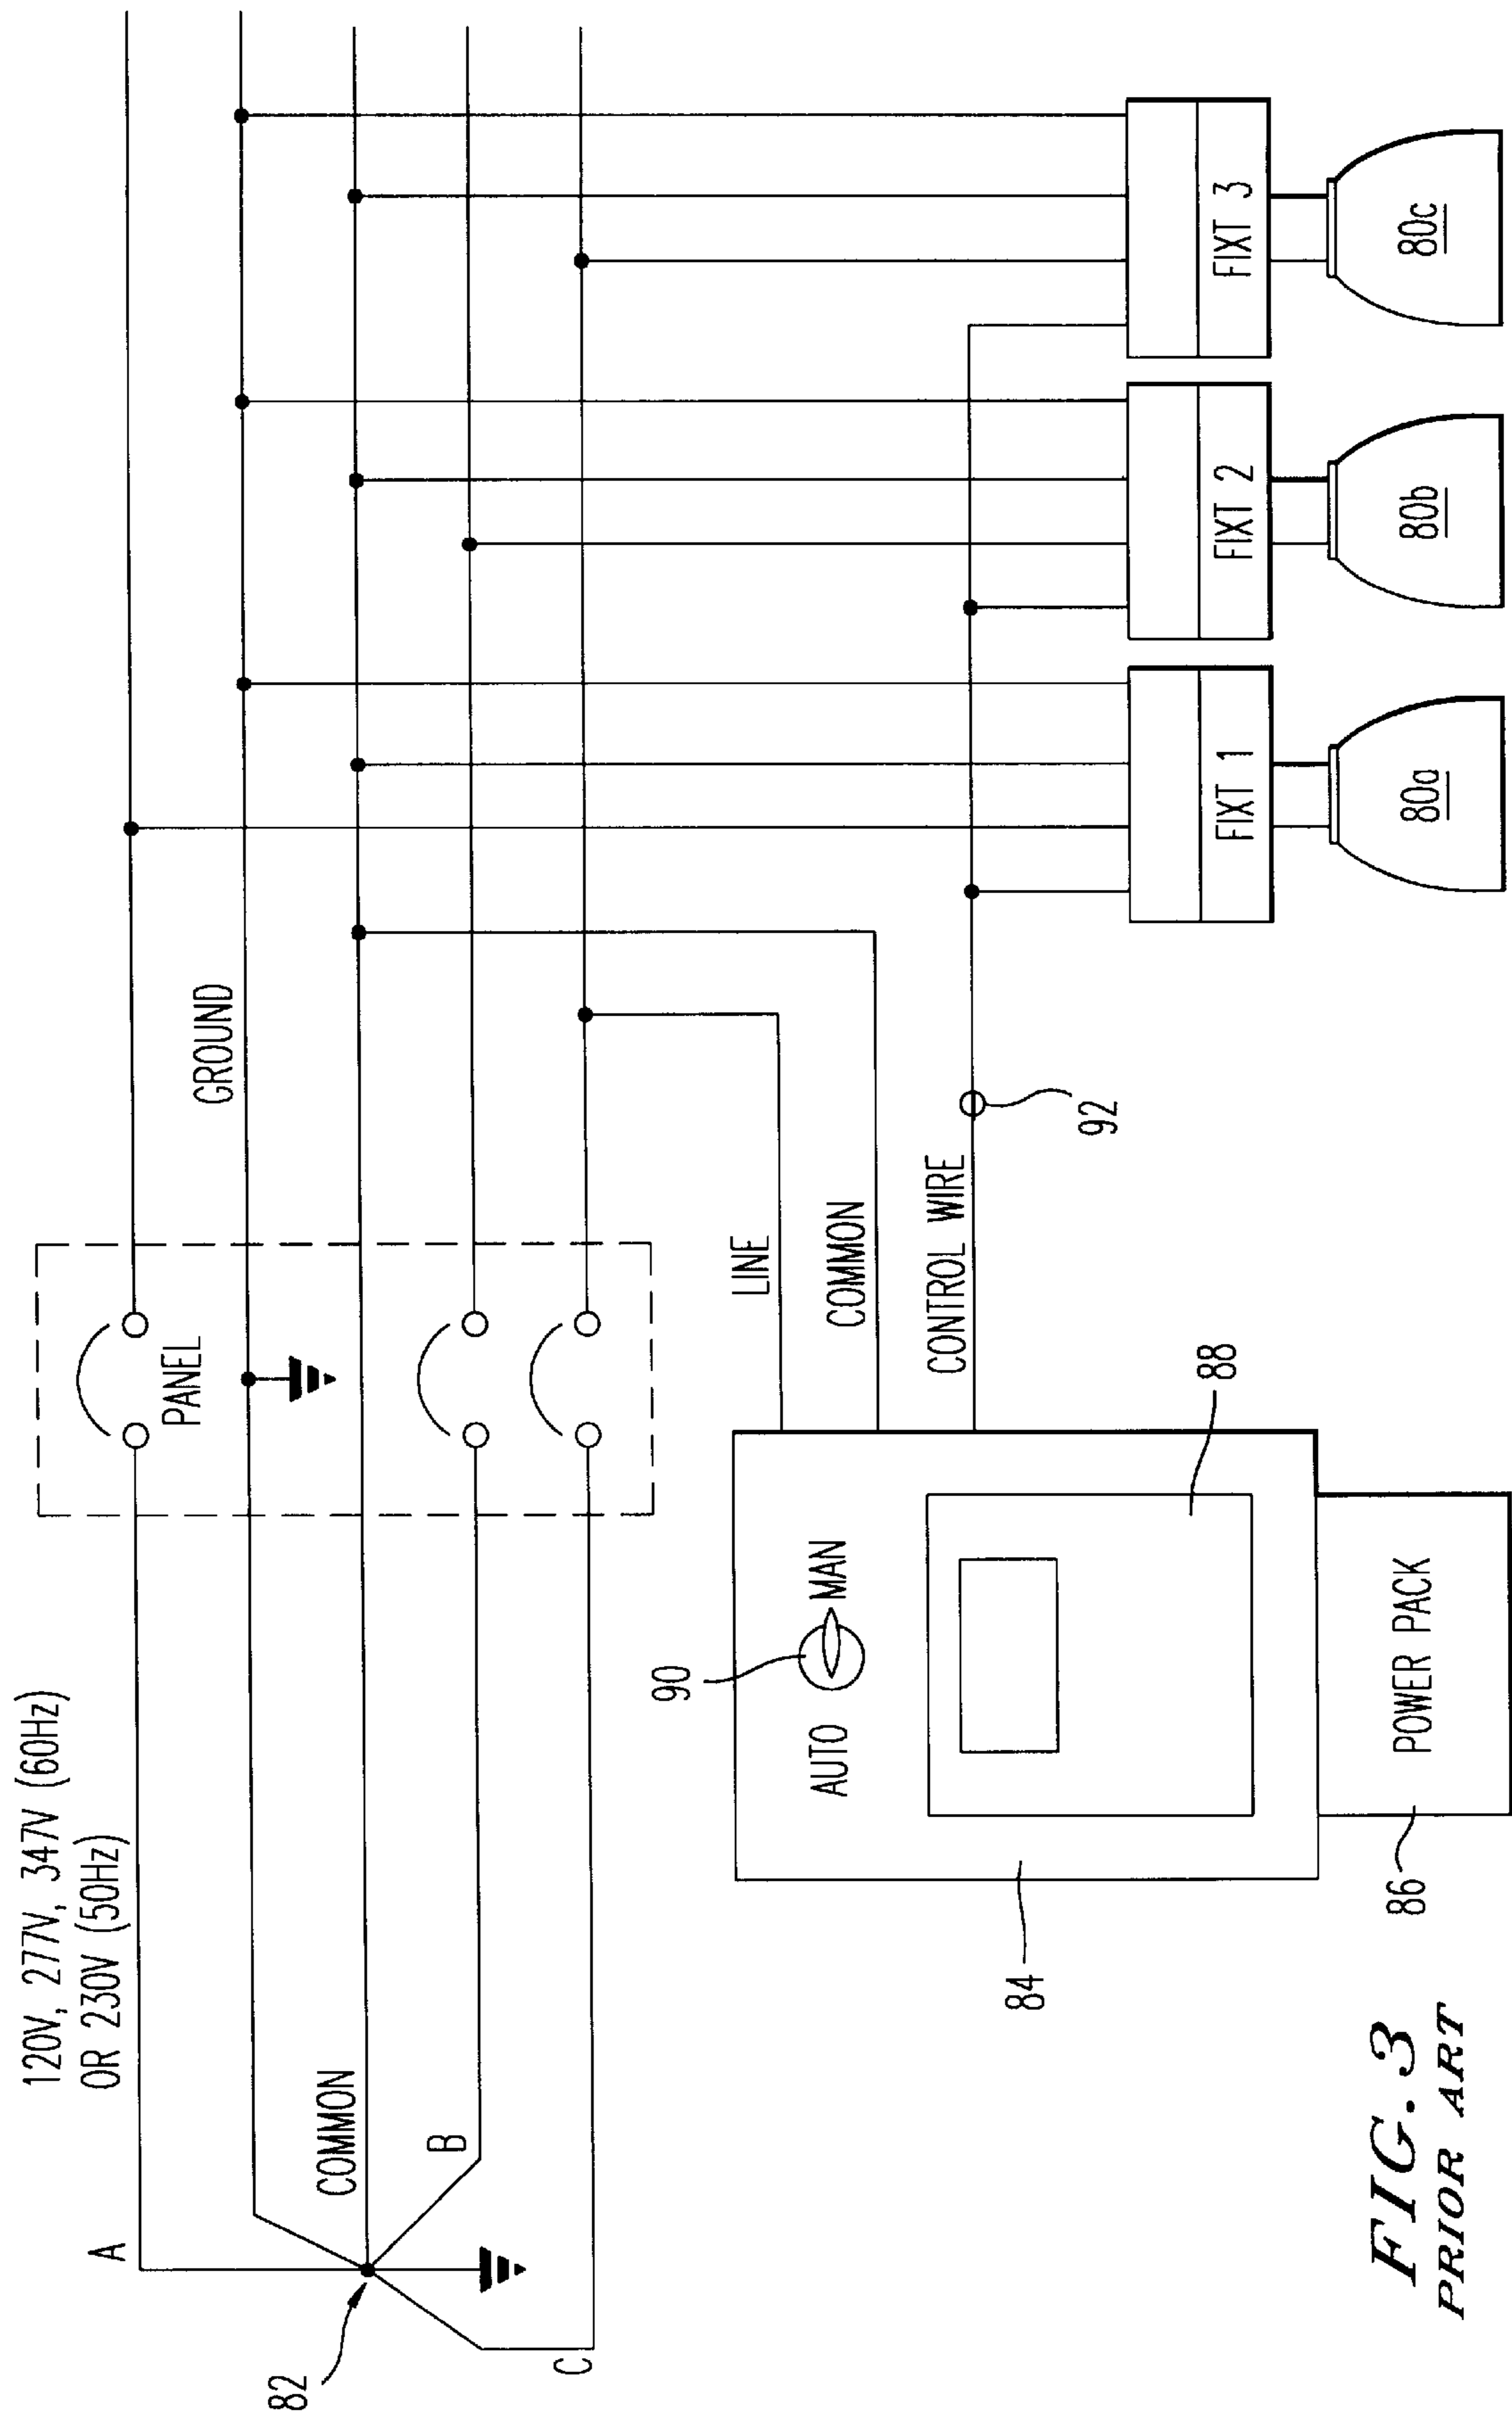 120V, 277V, 347V (60Hz)
OR 230V (50Hz)
A
82
COMMON
B
C
PANEL
GROUND
LINE
COMMON
CONTROL WIRE
92
90
AUTO
MAN
88
84
86
POWER PACK
FIXT 1
80a
FIXT 2
80b
FIXT 3
80c
FIG. 3
PRIOR ART